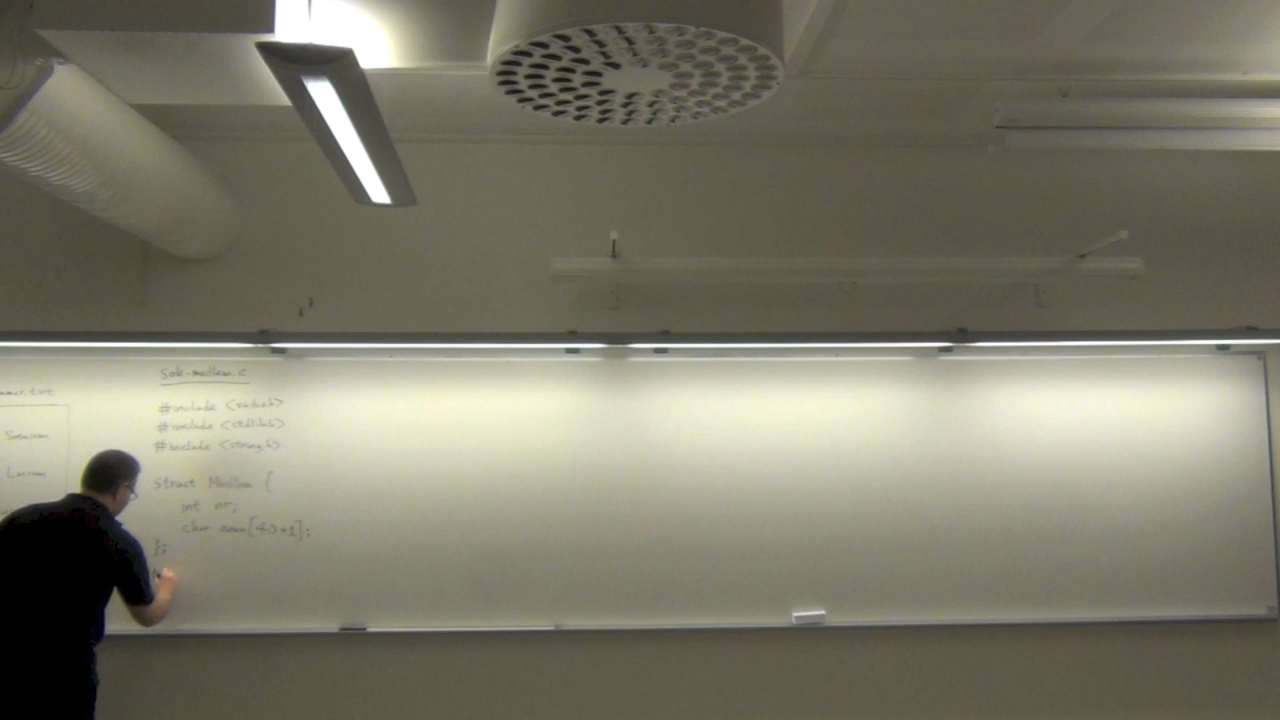 Svensson
Larsson
sok-medlem.c
#include <stdio.h>
#include <stdlib.h>
#include <string.h>
struct Medlem {
int nr;
char namn[40+1];
};